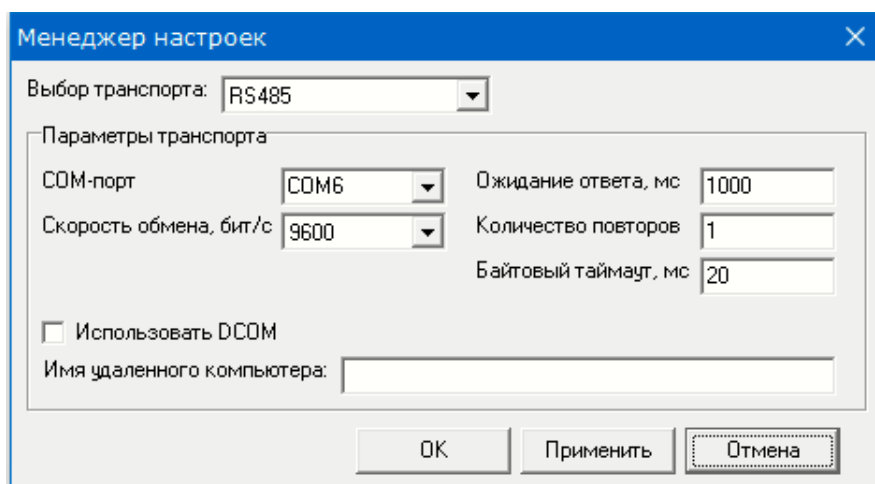 Менеджер настроек
Выбор транспорта: RS485
Параметры транспорта
COM-порт COM6 Ожидание ответа, мс 1000
Скорость обмена, бит/с 9600 Количество повторов 1
Байтовый таймаут, мс 20
Использовать DCOM
Имя удаленного компьютера:
OK Применить Отмена